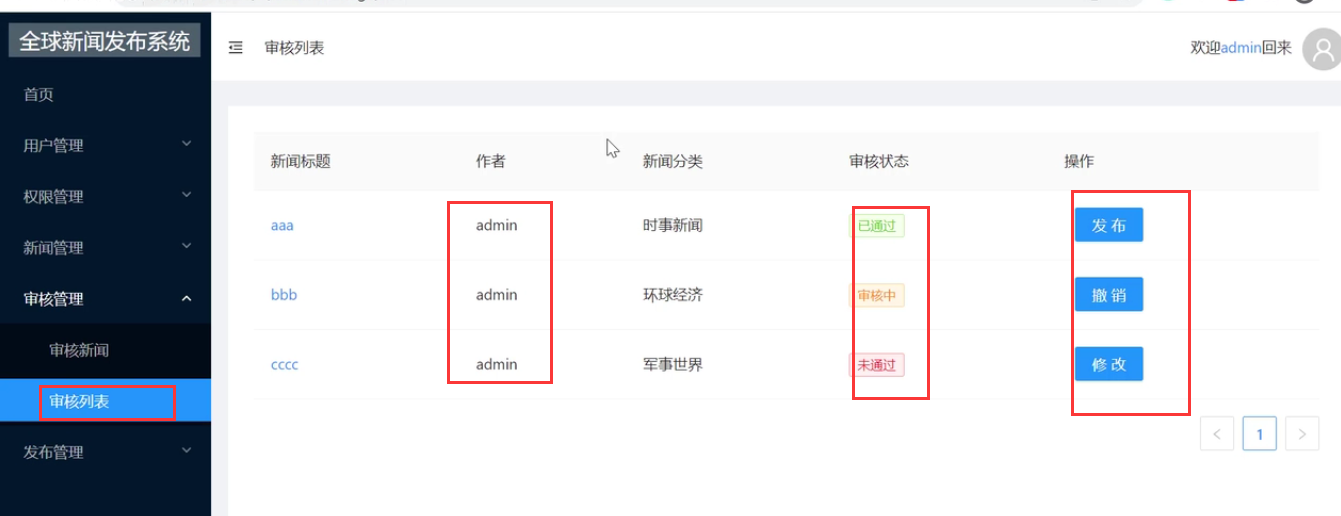 全球新闻发布系统
审核列表
欢迎admin回来
首页
用户管理
权限管理
新闻管理
审核管理
审核新闻
审核列表
发布管理
新闻标题 作者 新闻分类 审核状态 操作
aaa admin 时事新闻 已通过 发布
bbb admin 环球经济 审核中 撤销
cccc admin 军事世界 未通过 修改
< 1 >